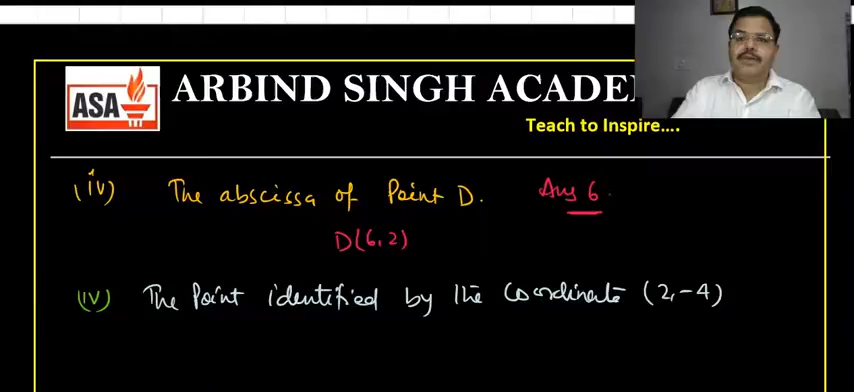 ASA
ARBIND SINGH ACADE
Teach to Inspire....
(iv) The abscissa of Point D. Ans 6.
D(6,2)
(iv) The Point identified by the coordinate (2,-4)